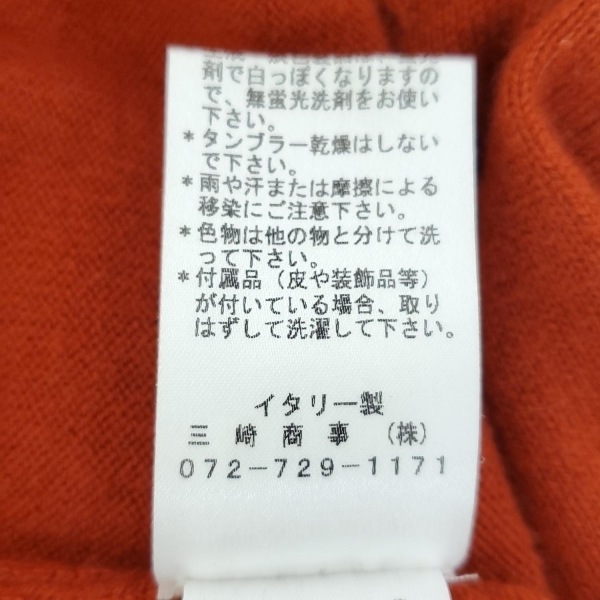 剤で白っぽくなりますの
で、無蛍光洗剤をお使い
下さい。
*タンブラー乾燥はしない
で下さい。
*雨や汗または摩擦による
移染にご注意下さい。
*色物は他の物と分けて洗
って下さい。
*付属品(皮や装飾品等)
が付いている場合、取り
はずして洗濯して下さい。
イタリー製
三崎商事(株)
072-729-1171